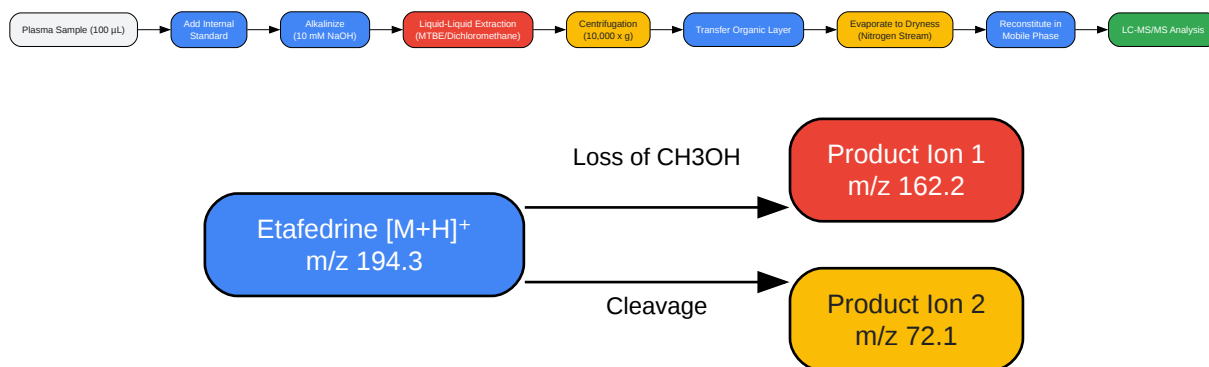 Plasma Sample (100 µL)
Add Internal
Standard
Alkalinize
(10 mM NaOH)
Liquid-Liquid Extraction
(MTBE/Dichloromethane)
Centrifugation
(10,000 x g)
Transfer Organic Layer
Evaporate to Dryness
(Nitrogen Stream)
Reconstitute in
Mobile Phase
LC-MS/MS Analysis
Loss of CH3OH
Product Ion 1
m/z 162.2
Etafedrine [M+H]⁺
m/z 194.3
Cleavage
Product Ion 2
m/z 72.1